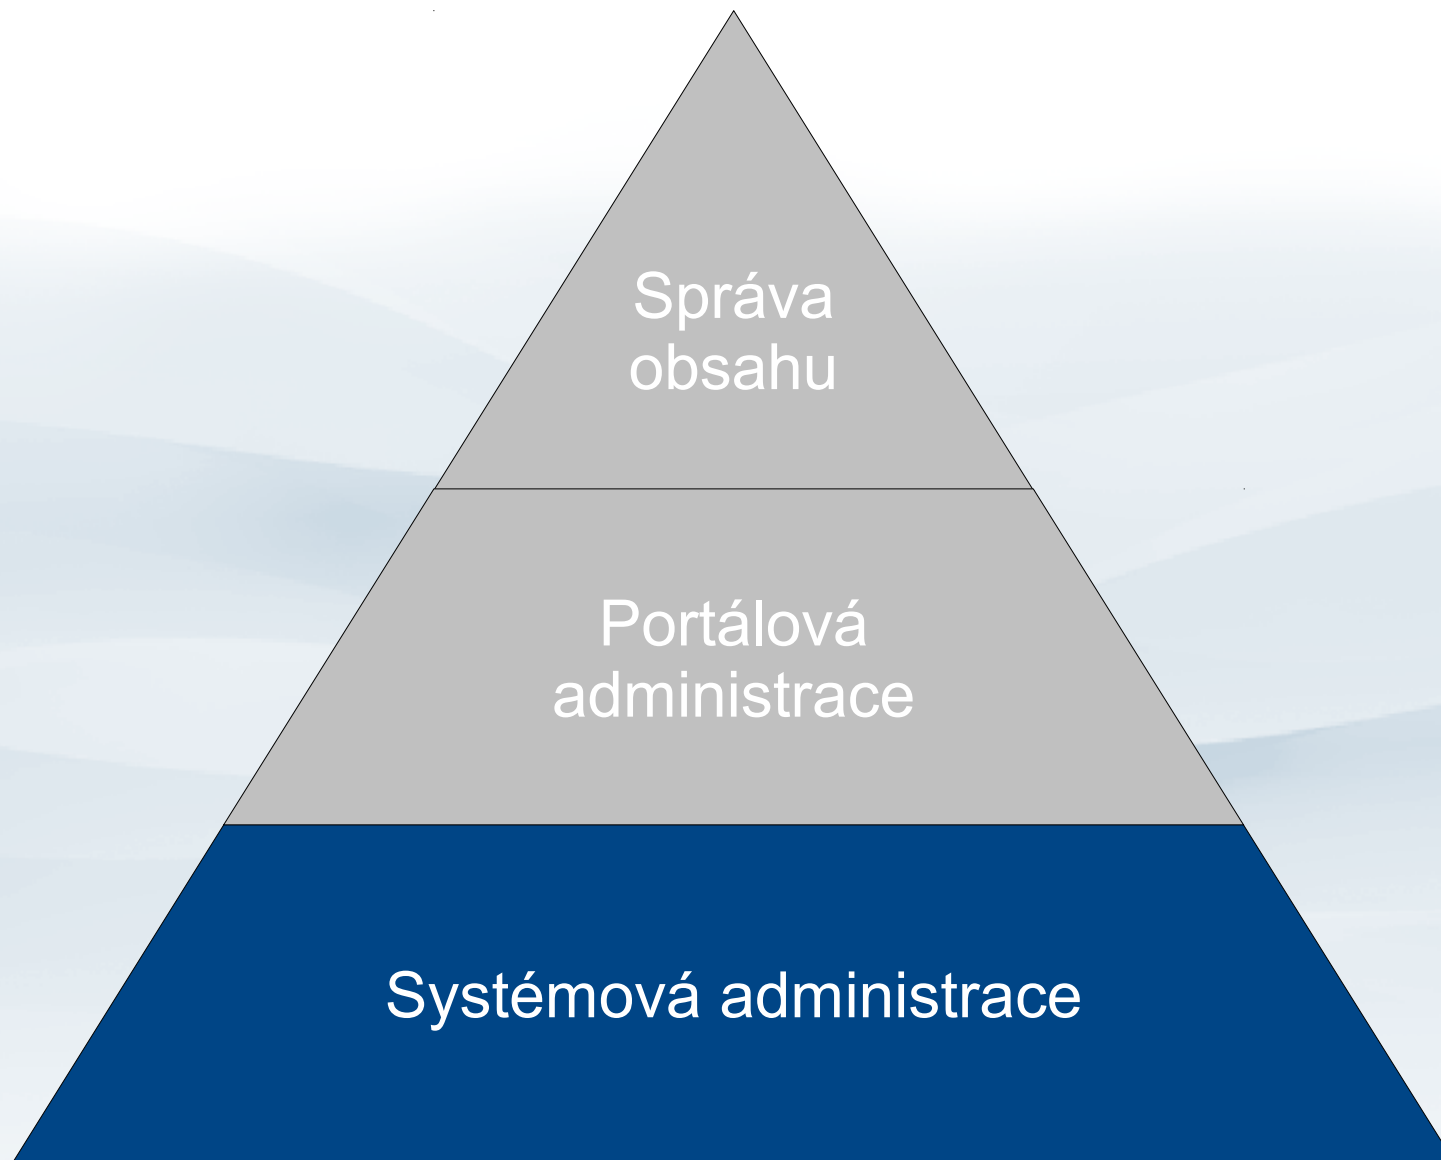 Správa
obsahu
Portálová
administrace
Systémová administrace